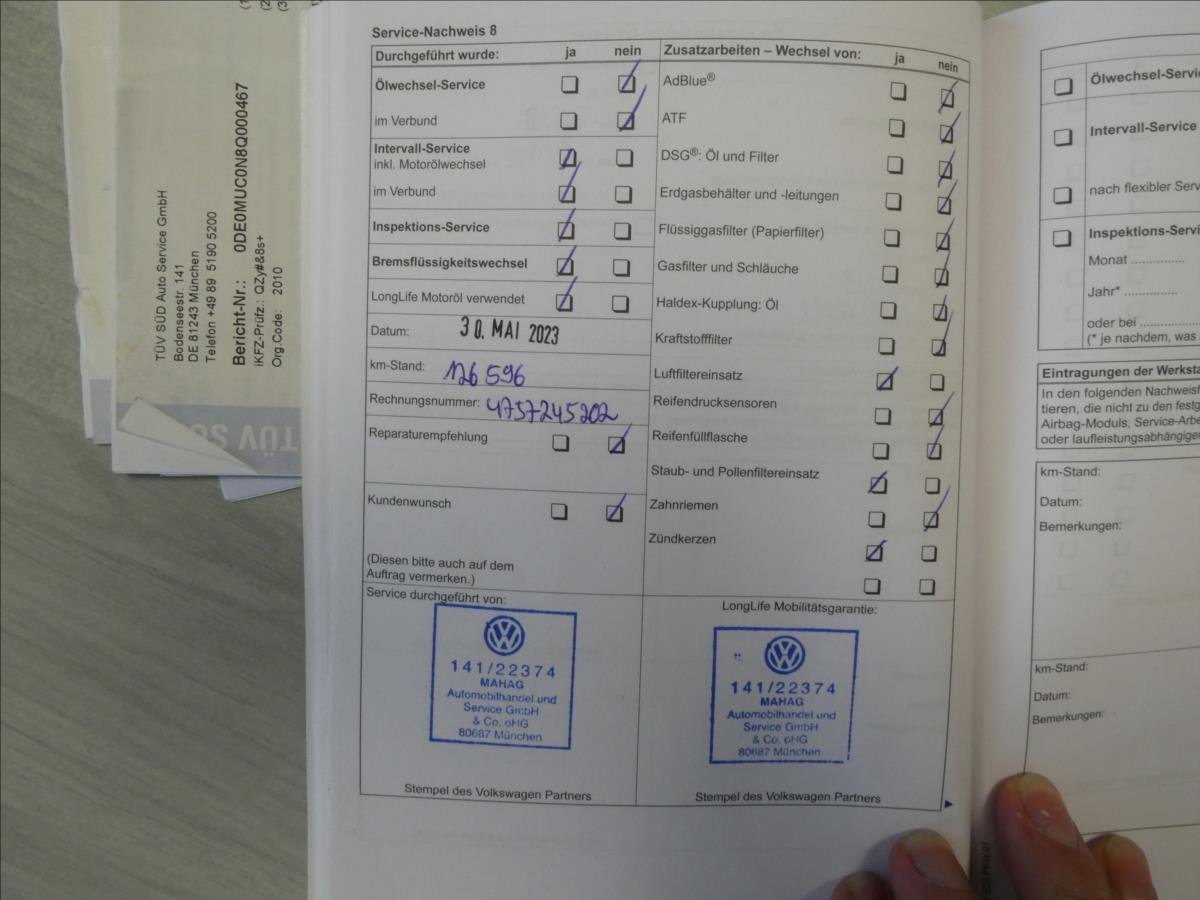 TÜV SÜD Auto Service GmbH
Bodenseestr. 141
DE 81243 München
Telefon +49 89 5190 5200
Bericht-Nr.: 0DE0MUC0N8Q000467
iKFZ-Prüfz.: QZy#&8s+
Org.Code: 2010
TÜV SÜ
Service-Nachweis 8
Durchgeführt wurde: ja nein
Ölwechsel-Service
im Verbund
Intervall-Service
inkl. Motorölwechsel
im Verbund
Inspektions-Service
Bremsflüssigkeitswechsel
LongLife Motoröl verwendet
Datum: 30. MAI 2023
km-Stand: 126 596
Rechnungsnummer: 4757245202
Reparaturempfehlung
Kundenwunsch
(Diesen bitte auch auf dem
Auftrag vermerken.)
Zusatzarbeiten – Wechsel von: ja nein
AdBlue®
ATF
DSG®: Öl und Filter
Erdgasbehälter und -leitungen
Flüssiggasfilter (Papierfilter)
Gasfilter und Schläuche
Haldex-Kupplung: Öl
Kraftstofffilter
Luftfiltereinsatz
Reifendrucksensoren
Reifenfüllflasche
Staub- und Pollenfiltereinsatz
Zahnriemen
Zündkerzen
Service durchgeführt von:
141/22374
MAHAG
Automobilhandel und
Service GmbH
& Co. oHG
80687 München
Stempel des Volkswagen Partners
LongLife Mobilitätsgarantie:
141/22374
MAHAG
Automobilhandel und
Service GmbH
& Co. oHG
80687 München
Stempel des Volkswagen Partners
Ölwechsel-Servic
Intervall-Service
nach flexibler Serv
Inspektions-Servi
Monat
Jahr*
oder bei
(* je nachdem, was
Eintragungen der Werksta
In den folgenden Nachweisf
tieren, die nicht zu den festg
Airbag-Moduls, Service-Arbe
oder laufleistungsabhängiger
km-Stand:
Datum:
Bemerkungen:
km-Stand:
Datum:
Bemerkungen: